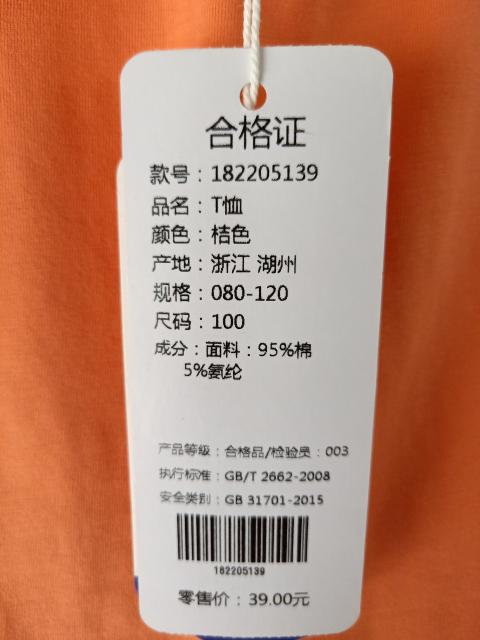 合格证
款号：182205139
品名：T恤
颜色：桔色
产地：浙江 湖州
规格：080-120
尺码：100
成分：面料：95%棉
5%氨纶
产品等级：合格品/检验员：003
执行标准：GB/T 2662-2008
安全类别：GB 31701-2015
182205139
零售价：39.00元